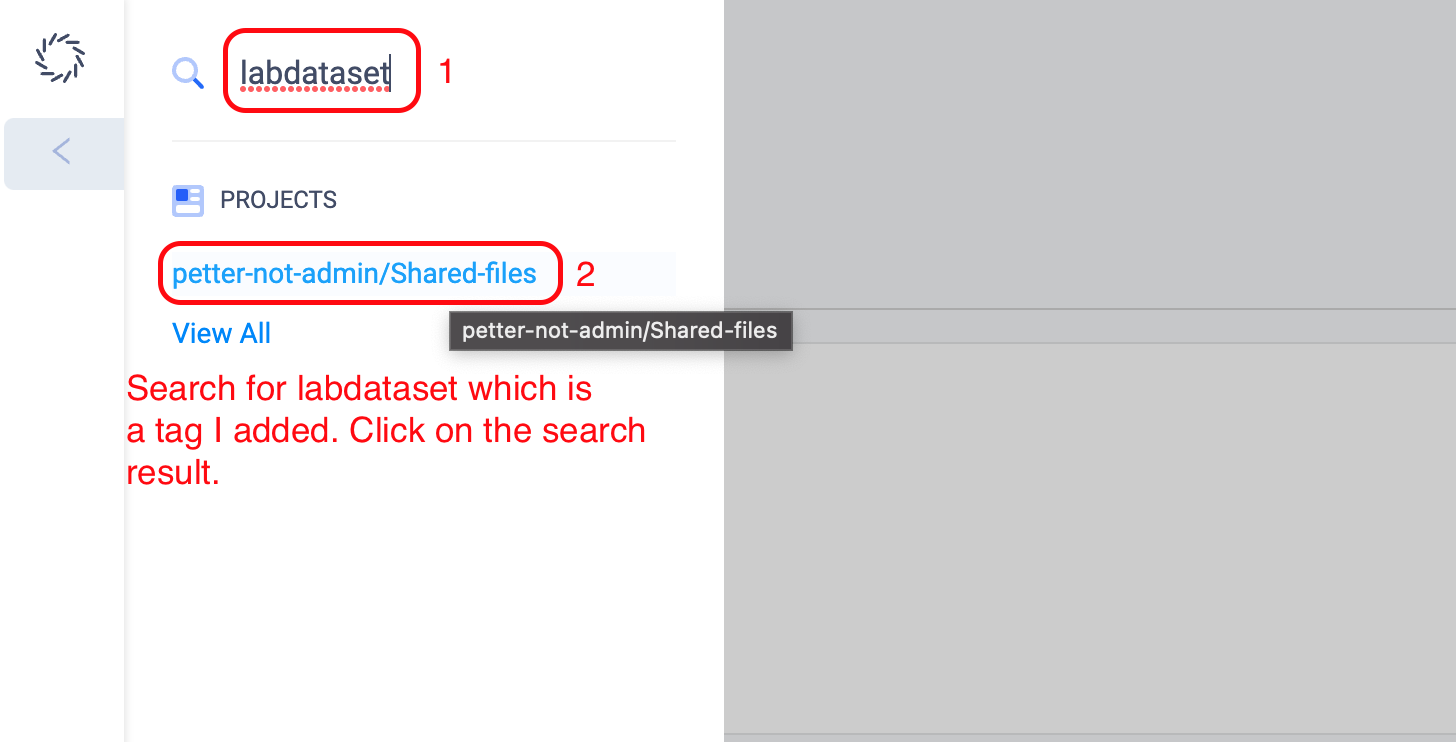 labdataset 1
PROJECTS
petter-not-admin/Shared-files 2
View All
petter-not-admin/Shared-files
Search for labdataset which is
a tag I added. Click on the search
result.